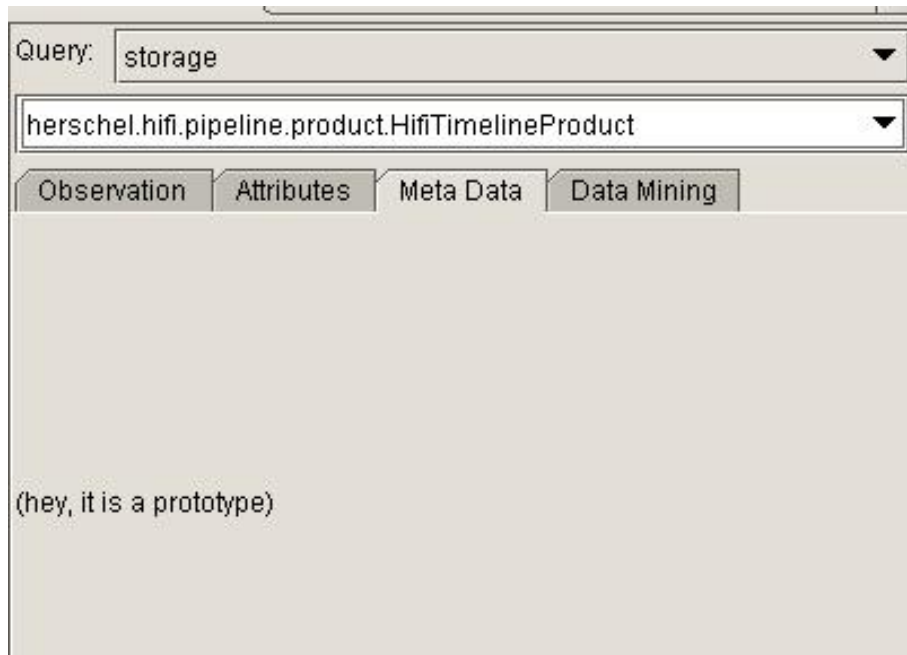 Query: storage
herschel.hifi.pipeline.product.HifiTimelineProduct
Observation Attributes Meta Data Data Mining
(hey, it is a prototype)